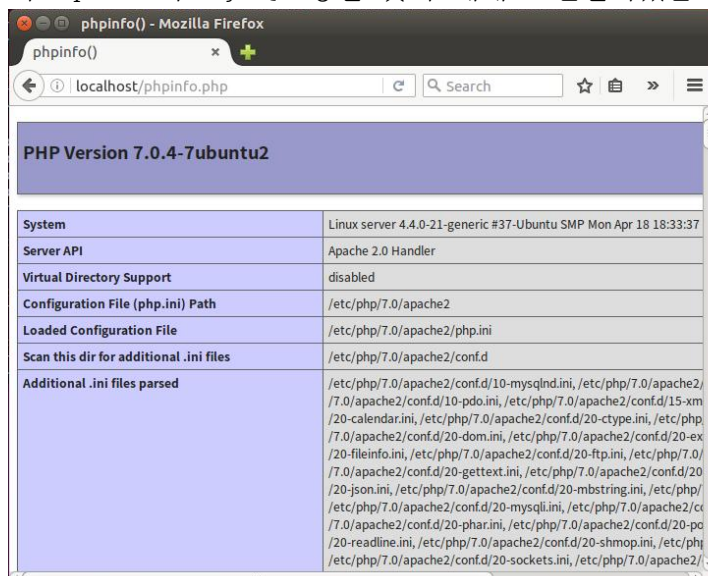 phpinfo() - Mozilla Firefox
phpinfo()
localhost/phpinfo.php
Search
PHP Version 7.0.4-7ubuntu2
System
Linux server 4.4.0-21-generic #37-Ubuntu SMP Mon Apr 18 18:33:37
Server API
Apache 2.0 Handler
Virtual Directory Support
disabled
Configuration File (php.ini) Path
/etc/php/7.0/apache2
Loaded Configuration File
/etc/php/7.0/apache2/php.ini
Scan this dir for additional .ini files
/etc/php/7.0/apache2/conf.d
Additional .ini files parsed
/etc/php/7.0/apache2/conf.d/10-mysqlnd.ini, /etc/php/7.0/apache2/
/7.0/apache2/conf.d/10-pdo.ini, /etc/php/7.0/apache2/conf.d/15-xm
/20-calendar.ini, /etc/php/7.0/apache2/conf.d/20-ctype.ini, /etc/php
/7.0/apache2/conf.d/20-dom.ini, /etc/php/7.0/apache2/conf.d/20-ex
/20-fileinfo.ini, /etc/php/7.0/apache2/conf.d/20-ftp.ini, /etc/php/7.0/
/7.0/apache2/conf.d/20-gettext.ini, /etc/php/7.0/apache2/conf.d/20
/20-json.ini, /etc/php/7.0/apache2/conf.d/20-mbstring.ini, /etc/php/
/etc/php/7.0/apache2/conf.d/20-mysqli.ini, /etc/php/7.0/apache2/co
/7.0/apache2/conf.d/20-phar.ini, /etc/php/7.0/apache2/conf.d/20-po
/20-readline.ini, /etc/php/7.0/apache2/conf.d/20-shmop.ini, /etc/php
/etc/php/7.0/apache2/conf.d/20-sockets.ini, /etc/php/7.0/apache2/